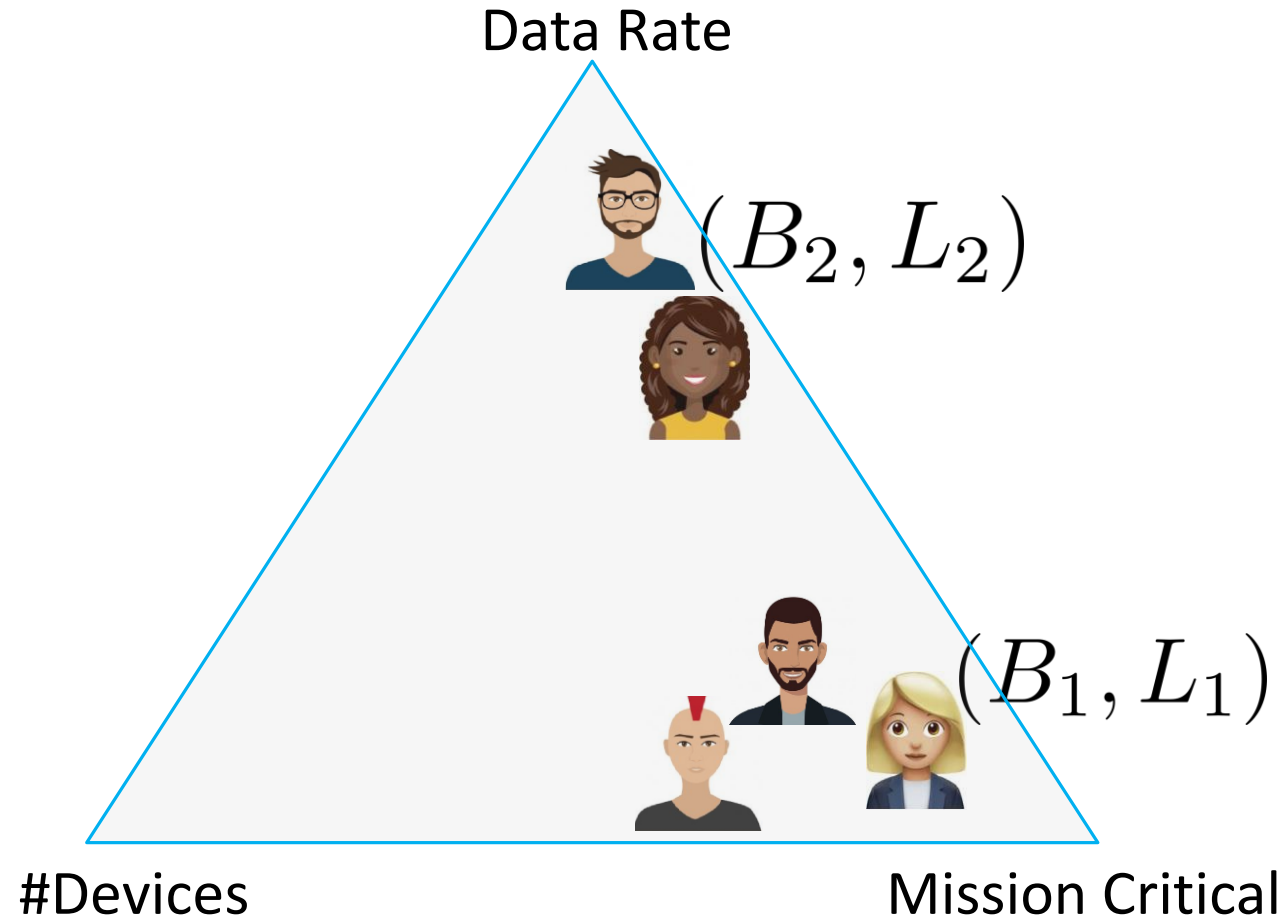 Data Rate
(B₂, L₂)
(B₁, L₁)
#Devices
Mission Critical